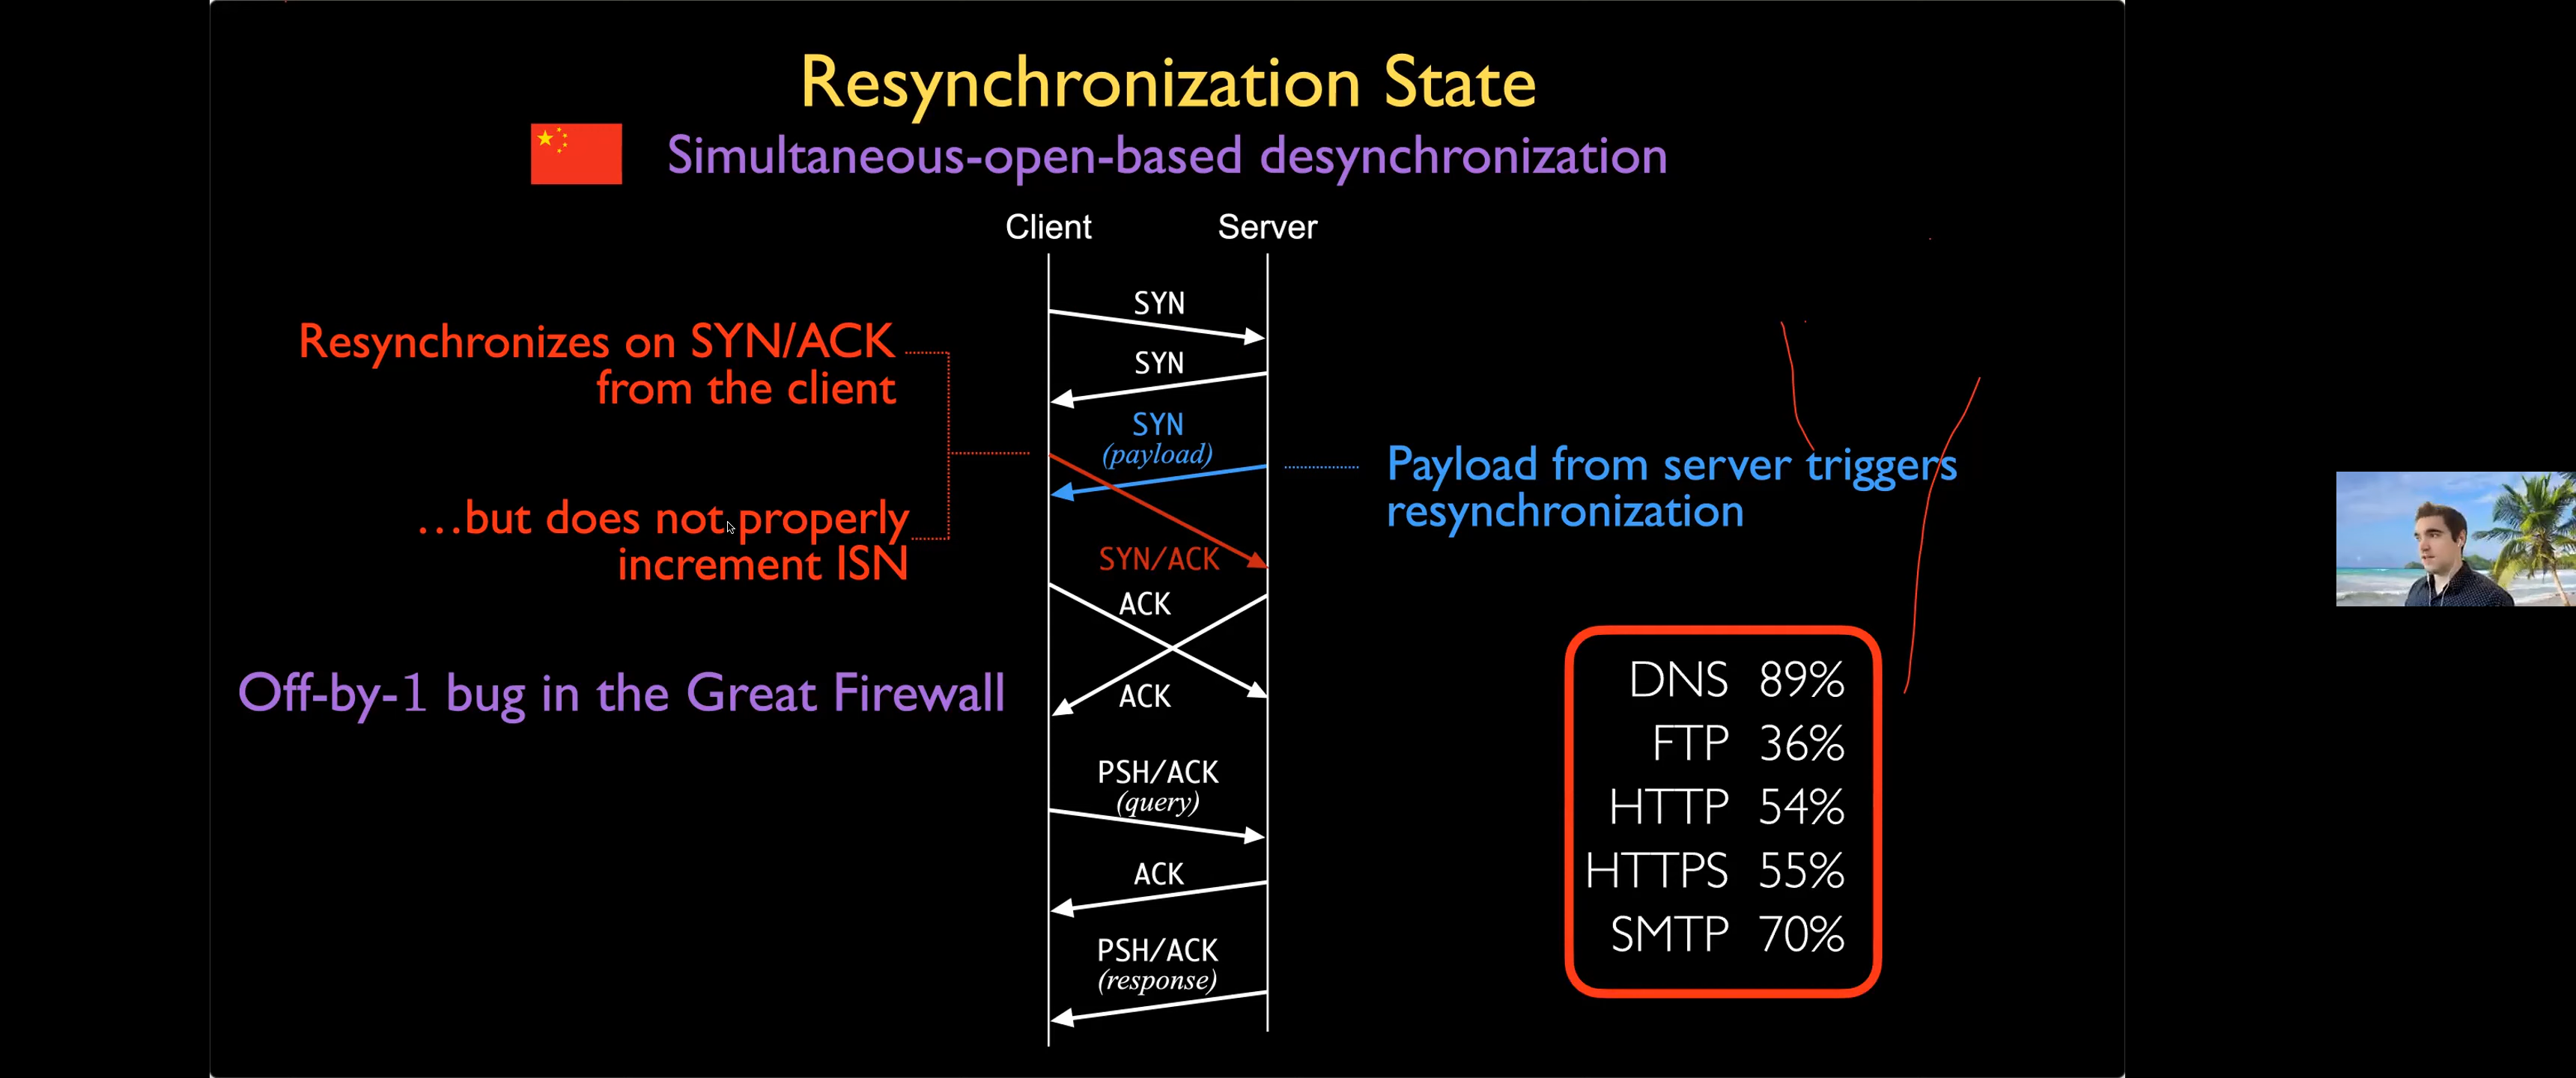 Resynchronization State
Simultaneous-open-based desynchronization
Client
Server
SYN
SYN
SYN
(payload)
SYN/ACK
ACK
ACK
PSH/ACK
(query)
ACK
PSH/ACK
(response)
Resynchronizes on SYN/ACK
from the client
…but does not properly
increment ISN
Off-by-1 bug in the Great Firewall
Payload from server triggers
resynchronization
DNS 89%
FTP 36%
HTTP 54%
HTTPS 55%
SMTP 70%